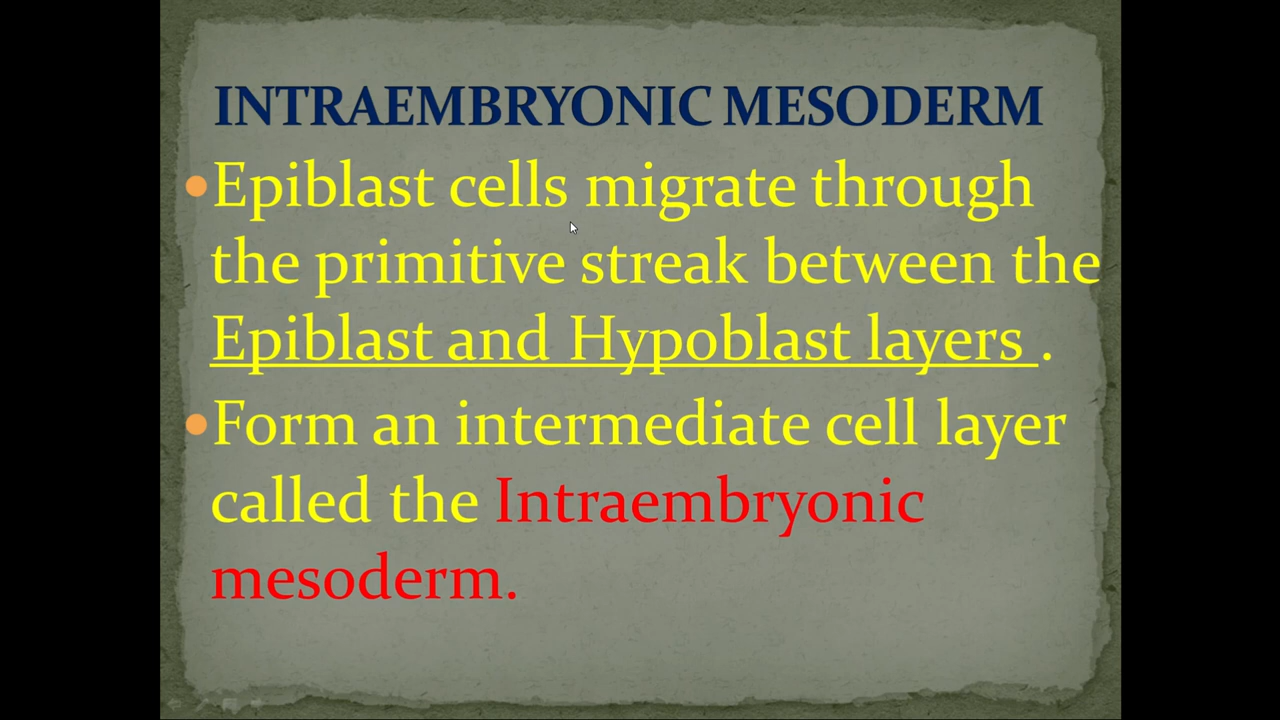 INTRAEMBRYONIC MESODERM
•Epiblast cells migrate through
the primitive streak between the
Epiblast and Hypoblast layers .
•Form an intermediate cell layer
called the Intraembryonic
mesoderm.